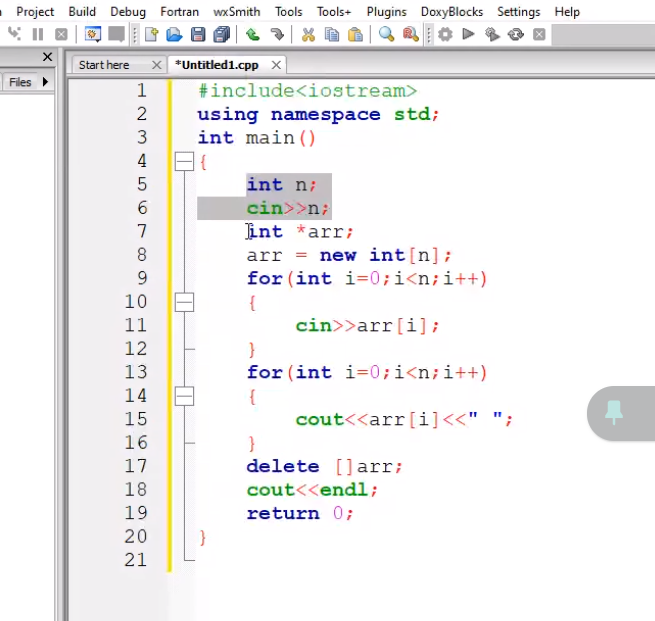 Project Build Debug Fortran wxSmith Tools Tools+ Plugins DoxyBlocks Settings Help
Start here *Untitled1.cpp
Files
1 #include<iostream>
2 using namespace std;
3 int main()
4 {
5 int n;
6 cin>>n;
7 int *arr;
8 arr = new int[n];
9 for(int i=0;i<n;i++)
10 {
11 cin>>arr[i];
12 }
13 for(int i=0;i<n;i++)
14 {
15 cout<<arr[i]<<" ";
16 }
17 delete []arr;
18 cout<<endl;
19 return 0;
20 }
21